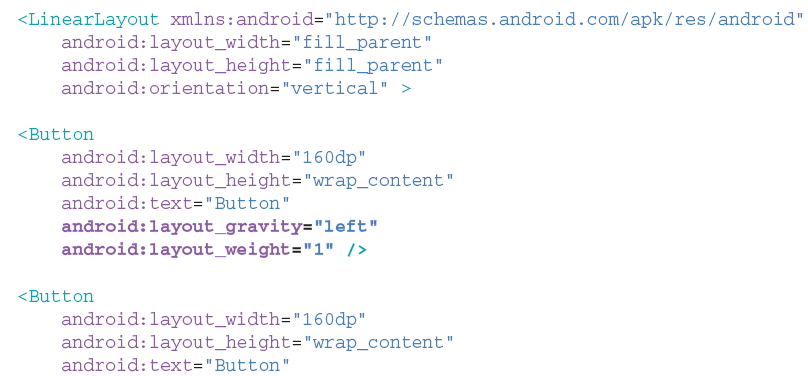 <LinearLayout xmlns:android="http://schemas.android.com/apk/res/android"
    android:layout_width="fill_parent"
    android:layout_height="fill_parent"
    android:orientation="vertical" >

<Button
    android:layout_width="160dp"
    android:layout_height="wrap_content"
    android:text="Button"
    android:layout_gravity="left"
    android:layout_weight="1" />

<Button
    android:layout_width="160dp"
    android:layout_height="wrap_content"
    android:text="Button"